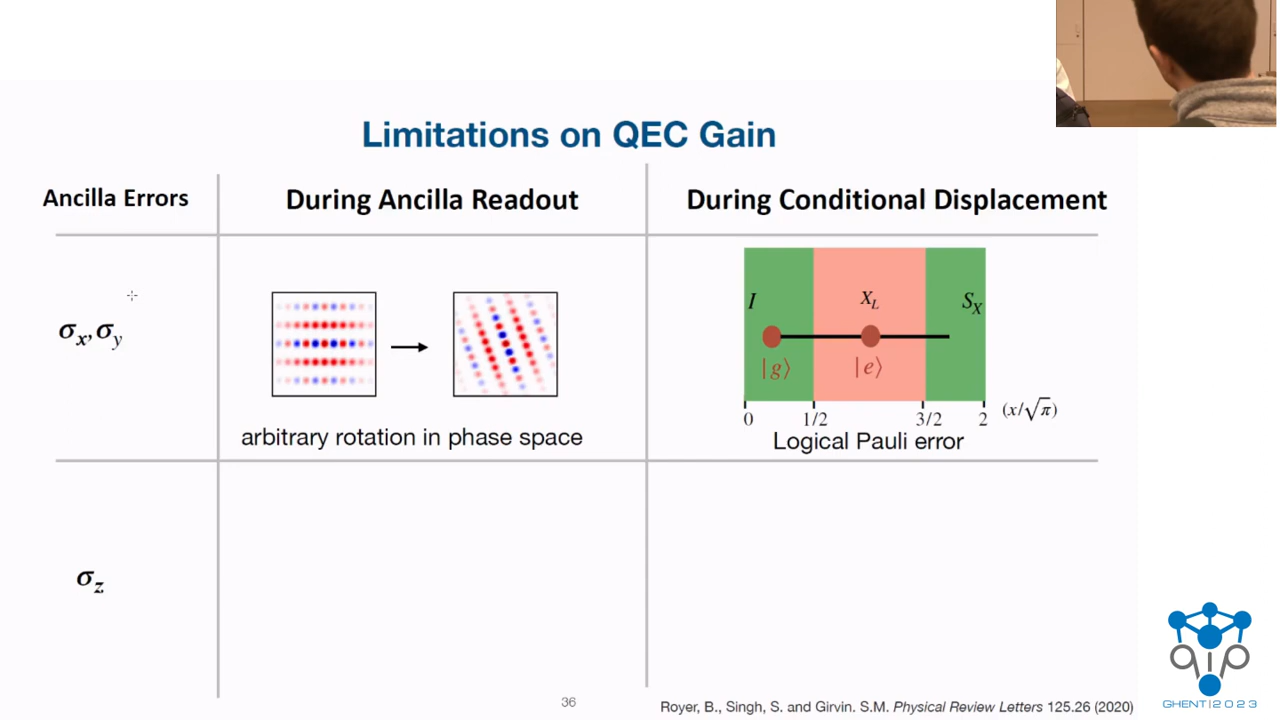 Limitations on QEC Gain
Ancilla Errors
During Ancilla Readout
During Conditional Displacement
σx, σy
arbitrary rotation in phase space
I
XL
SX
|g⟩
|e⟩
0 1/2 3/2 2 (x/√π)
Logical Pauli error
σz
36
Royer, B., Singh, S. and Girvin. S.M. Physical Review Letters 125.26 (2020)
qip
GHENT|2023